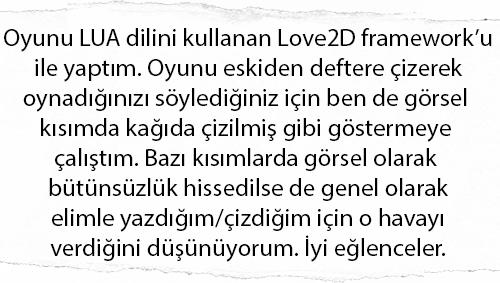 Oyunu LUA dilini kullanan Love2D framework'u
ile yaptım. Oyunu eskiden deftere çizerek
oynadığınızı söylediğiniz için ben de görsel
kısımda kağıda çizilmiş gibi göstermeye
çalıştım. Bazı kısımlarda görsel olarak
bütünsüzlük hissedilse de genel olarak
elimle yazdığım/çizdiğim için o havayı
verdiğini düşünüyorum. İyi eğlenceler.